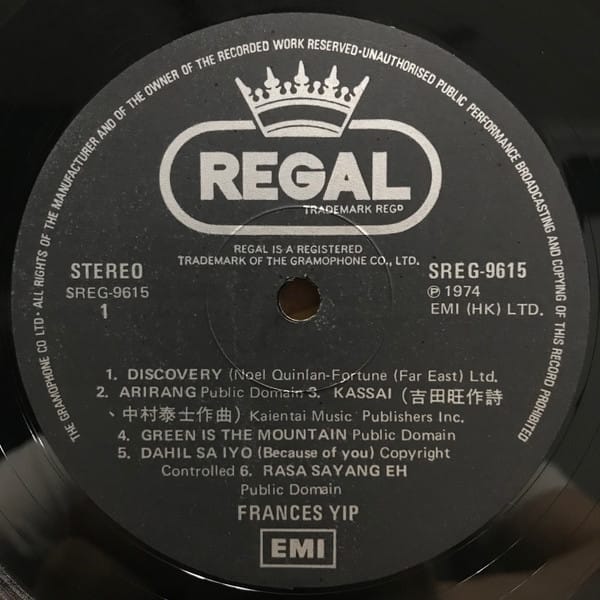 THE GRAMOPHONE CO LTD · ALL RIGHTS OF THE MANUFACTURER AND OF THE OWNER OF THE RECORDED WORK RESERVED · UNAUTHORISED PUBLIC PERFORMANCE BROADCASTING AND COPYING OF THIS RECORD PROHIBITED
REGAL
TRADEMARK REGD
REGAL IS A REGISTERED
TRADEMARK OF THE GRAMOPHONE CO., LTD.
STEREO
SREG-9615
1
SREG-9615
℗ 1974
EMI (HK) LTD.
1. DISCOVERY (Noel Quinlan-Fortune (Far East) Ltd.
2. ARIRANG Public Domain 3. KASSAI (吉田旺作詩
、中村泰士作曲) Kaientai Music Publishers Inc.
4. GREEN IS THE MOUNTAIN Public Domain
5. DAHIL SA IYO (Because of you) Copyright
Controlled 6. RASA SAYANG EH
Public Domain
FRANCES YIP
EMI